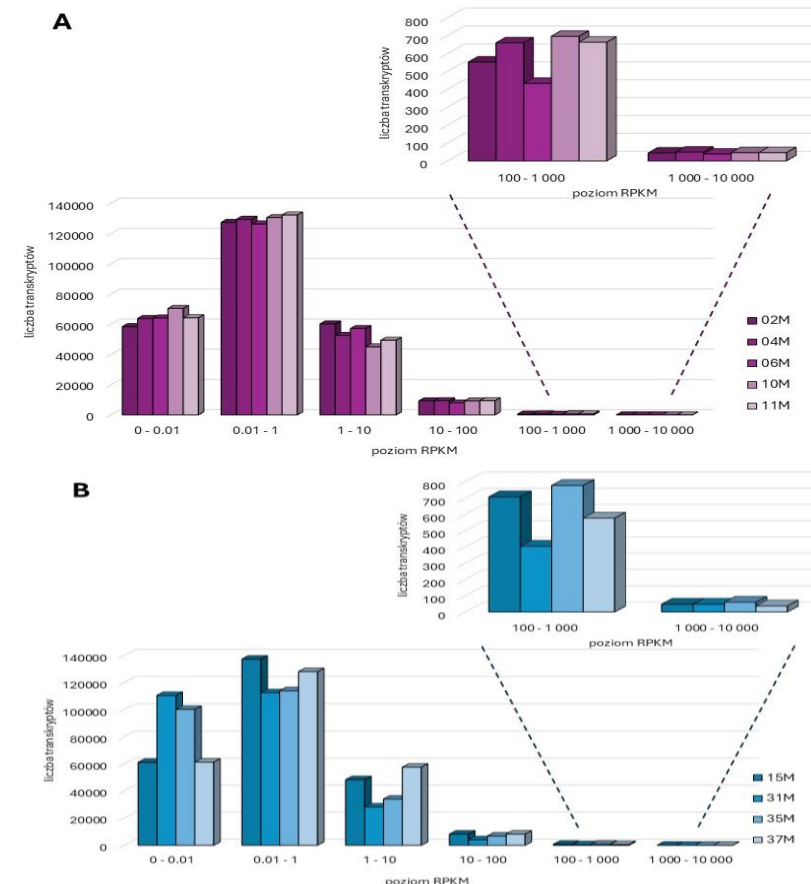 A
800
700
600
500
400
300
200
100
0
liczba transkryptów
100 - 1 000
1 000 - 10 000
poziom RPKM
140000
120000
100000
80000
60000
40000
20000
0
liczba transkryptów
0 - 0.01
0.01 - 1
1 - 10
10 - 100
100 - 1 000
1 000 - 10 000
poziom RPKM
02M
04M
06M
10M
11M
B
800
700
600
500
400
300
200
100
0
liczba transkryptów
100 - 1 000
1 000 - 10 000
poziom RPKM
140000
120000
100000
80000
60000
40000
20000
0
liczba transkryptów
0 - 0.01
0.01 - 1
1 - 10
10 - 100
100 - 1 000
1 000 - 10 000
poziom RPKM
15M
31M
35M
37M